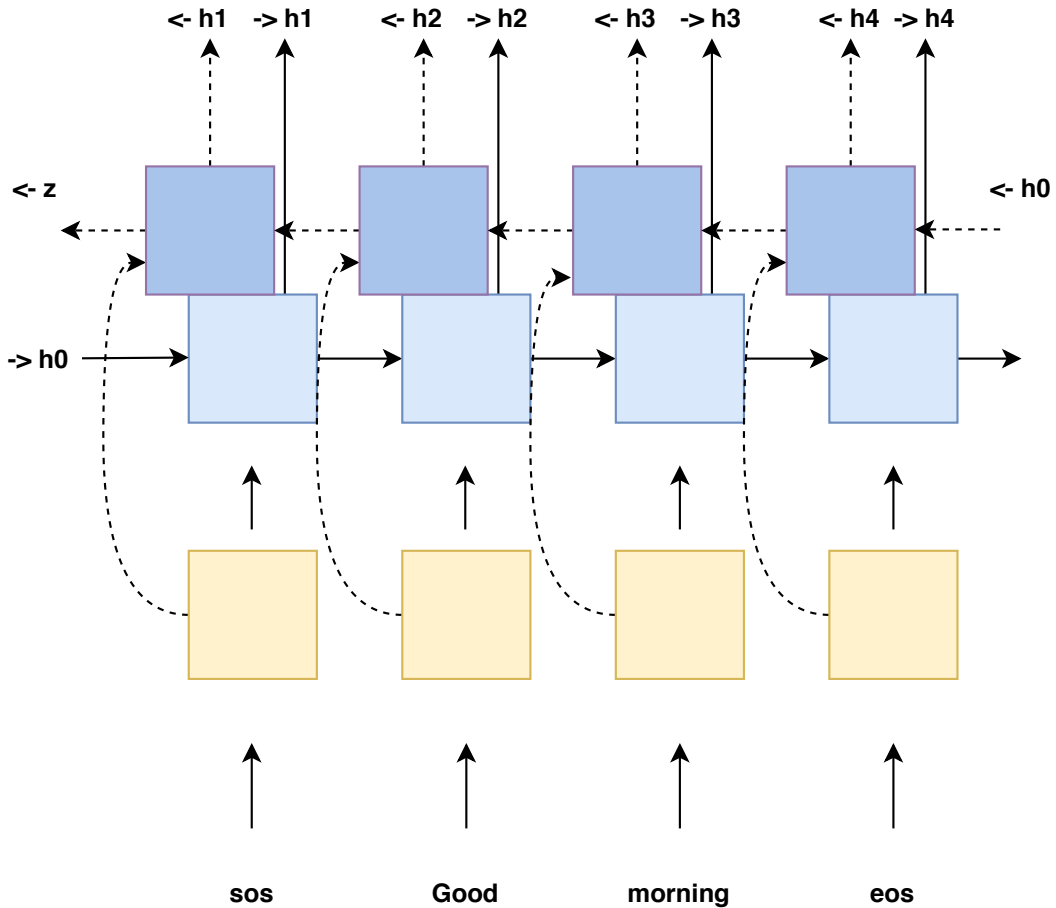 <- h1 -> h1 <- h2 -> h2 <- h3 -> h3 <- h4 -> h4
<- z <- h0
-> h0
sos Good morning eos